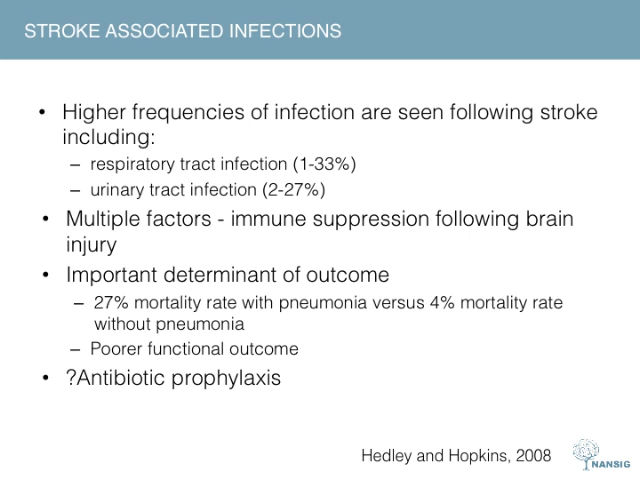 STROKE ASSOCIATED INFECTIONS
• Higher frequencies of infection are seen following stroke
including:
– respiratory tract infection (1-33%)
– urinary tract infection (2-27%)
• Multiple factors - immune suppression following brain
injury
• Important determinant of outcome
– 27% mortality rate with pneumonia versus 4% mortality rate
without pneumonia
– Poorer functional outcome
• ?Antibiotic prophylaxis
Hedley and Hopkins, 2008
NANSIG